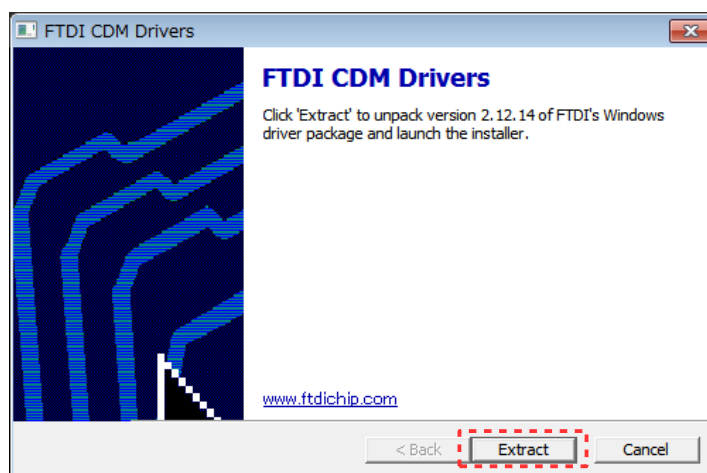 FTDI CDM Drivers
FTDI CDM Drivers
Click 'Extract' to unpack version 2.12.14 of FTDI's Windows
driver package and launch the installer.
www.ftdichip.com
< Back Extract Cancel